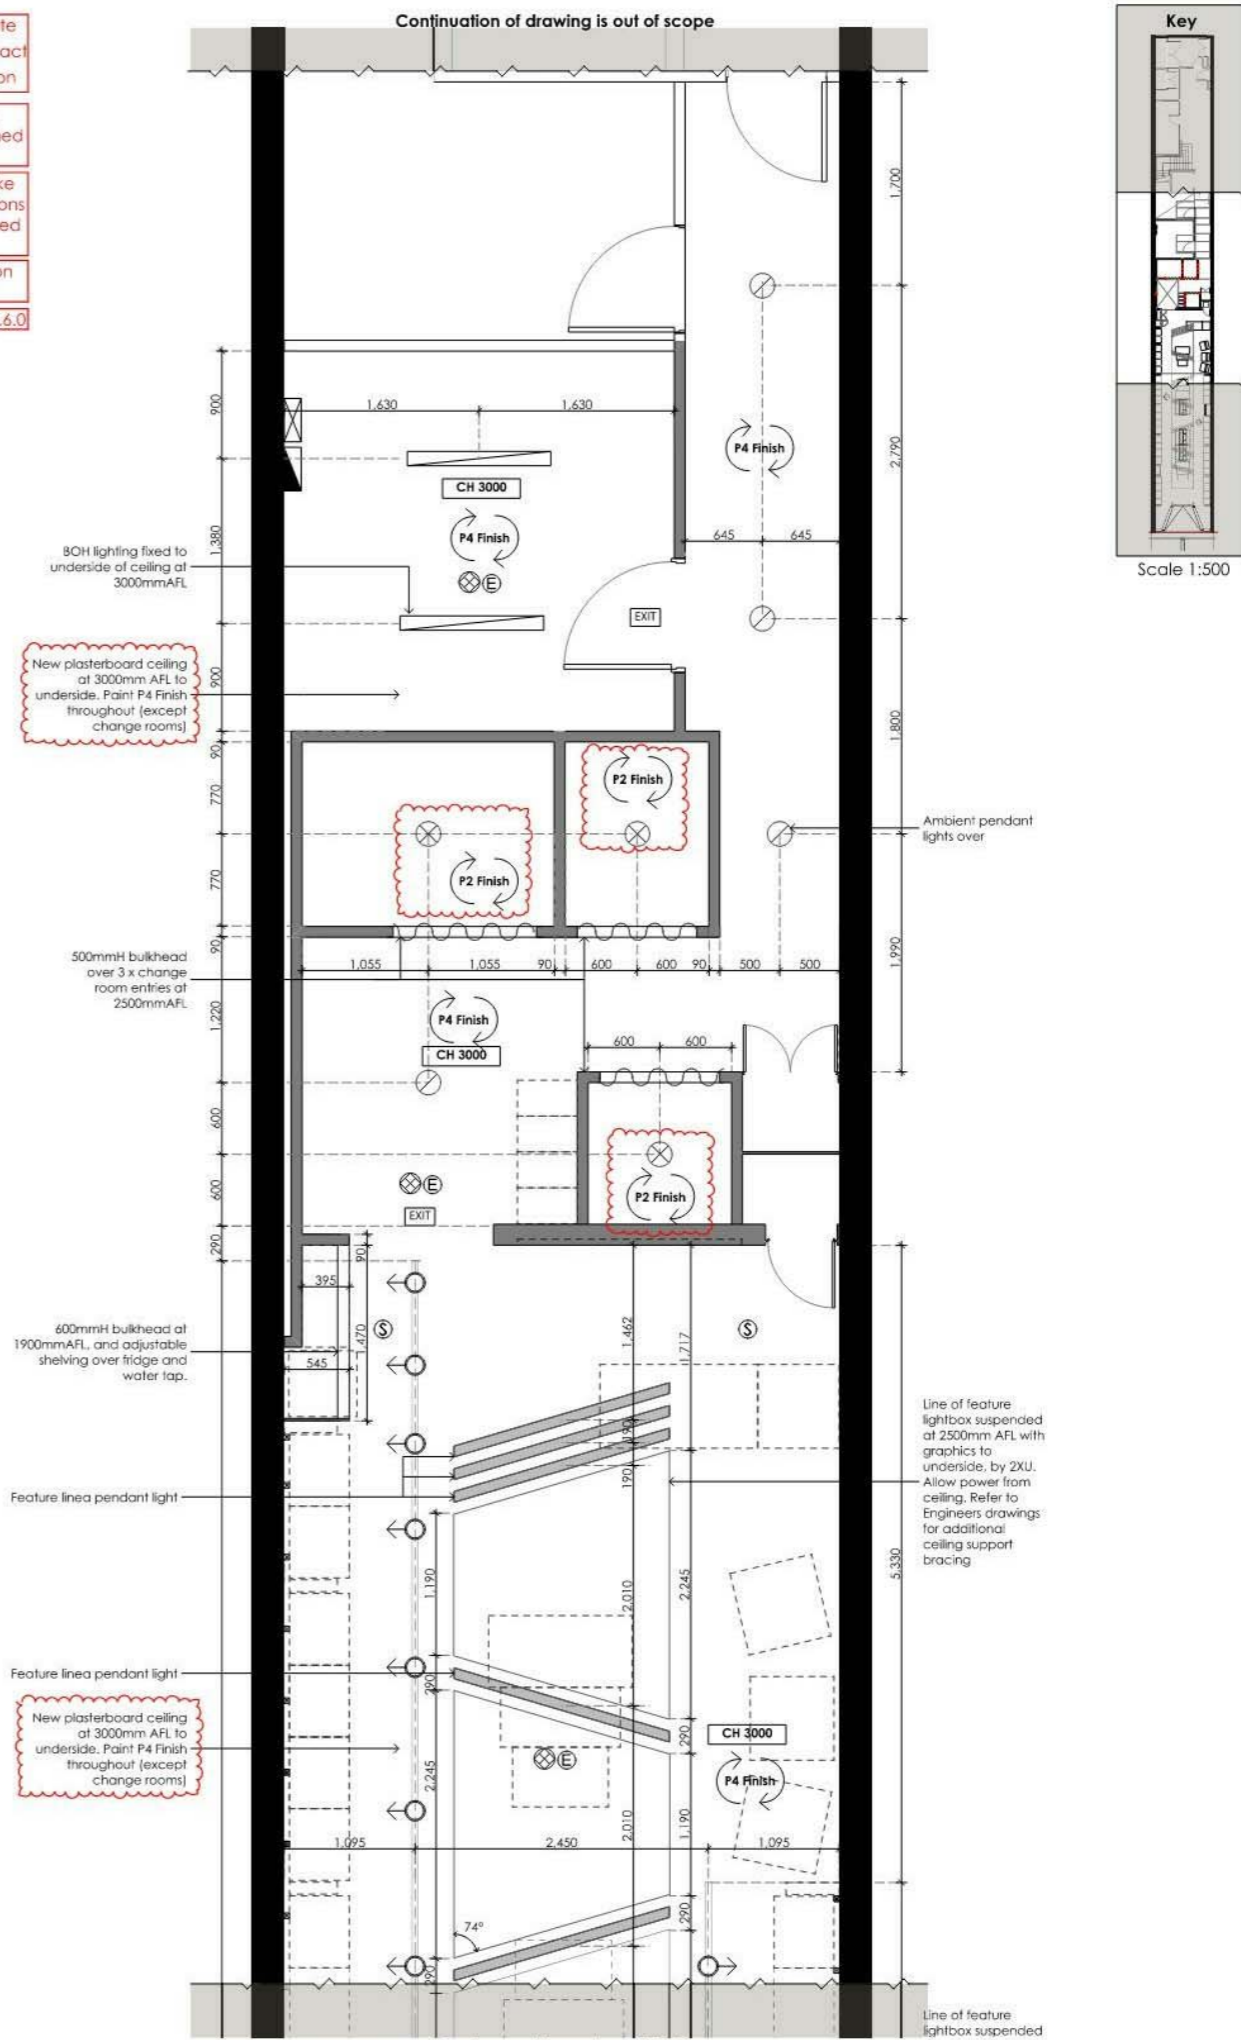 Continuation of drawing is out of scope
Key
Scale 1:500
on
6.0
1,700
900
1,630
1,630
P4 Finish
2,790
CH 3000
P4 Finish
E
1,380
645
645
BOH lighting fixed to
underside of ceiling at
3000mmAFL
EXIT
New plasterboard ceiling
at 3000mm AFL to
underside. Paint P4 Finish
throughout (except
change rooms)
900
1,800
90
P2 Finish
770
Ambient pendant
lights over
P2 Finish
770
90
500mmH bulkhead
over 3 x change
room entries at
2500mmAFL
1,055
1,055
90
600
600
90
500
500
1,990
1,220
P4 Finish
CH 3000
600
600
600
600
E
P2 Finish
EXIT
290
90
395
600mmH bulkhead at
1900mmAFL, and adjustable
shelving over fridge and
water tap.
1,470
S
1,462
1,717
S
545
190
190
Feature linea pendant light
Line of feature
lightbox suspended
at 2500mm AFL with
graphics to
underside, by 2XU.
Allow power from
ceiling. Refer to
Engineers drawings
for additional
ceiling support
bracing
1,190
2,010
2,245
5,330
Feature linea pendant light
290
290
New plasterboard ceiling
at 3000mm AFL to
underside. Paint P4 Finish
throughout (except
change rooms)
CH 3000
E
P4 Finish
2,245
2,010
1,190
1,095
2,450
1,095
290
74°
290
Line of feature
lightbox suspended